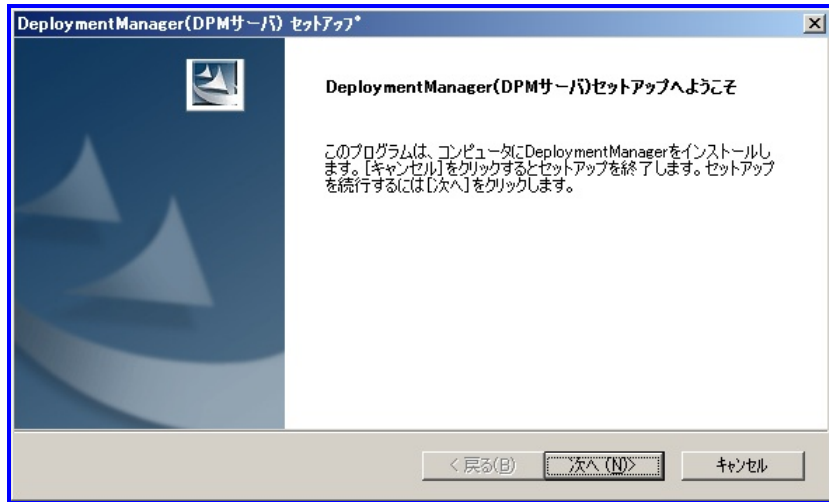 DeploymentManager(DPMサーバ) セットアップ
DeploymentManager(DPMサーバ)セットアップへようこそ
このプログラムは、コンピュータにDeploymentManagerをインストールし
ます。[キャンセル]をクリックするとセットアップを終了します。セットアップ
を続行するには[次へ]をクリックします。
< 戻る(B)
次へ (N)>
キャンセル